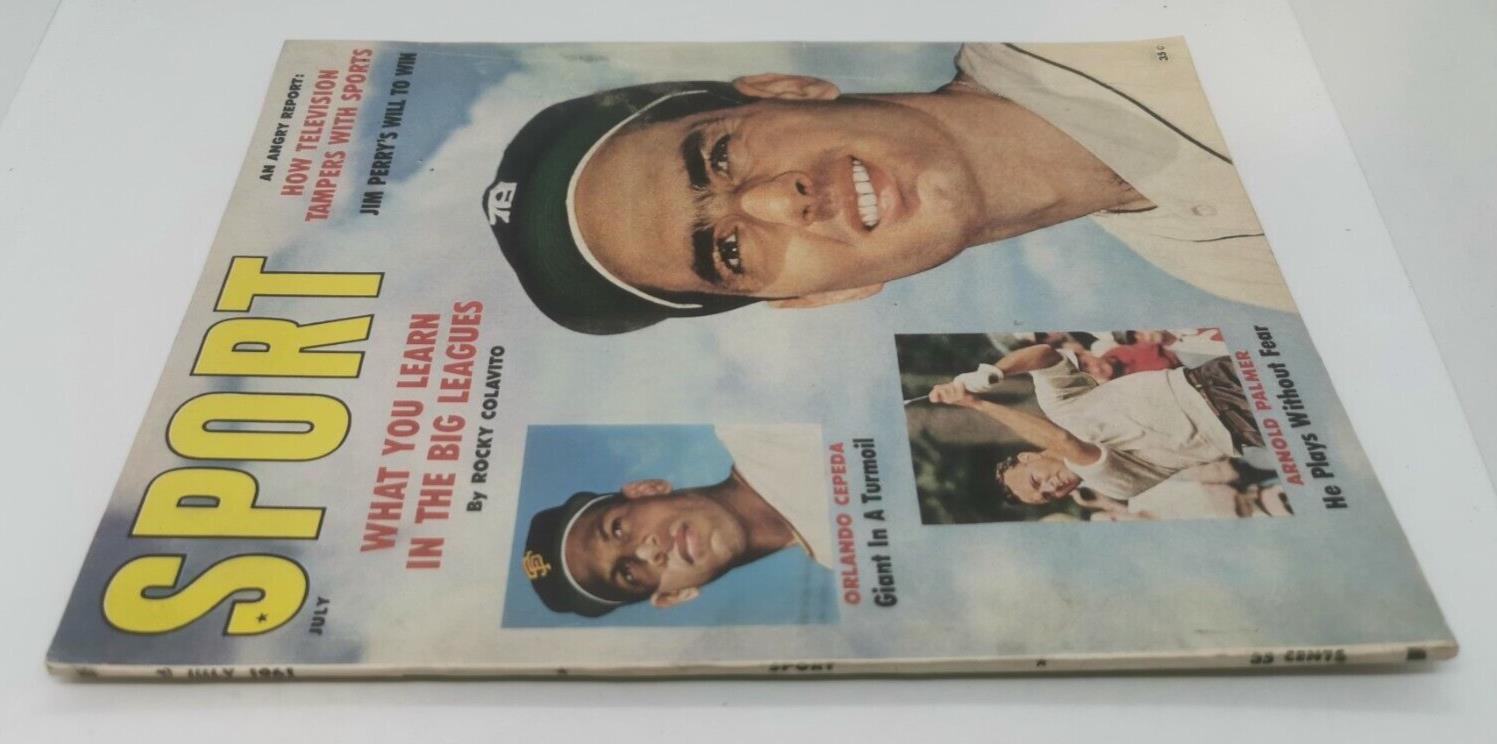 AN ANGRY REPORT:
HOW TELEVISION
TAMPERS WITH SPORTS
JIM PERRY'S WILL TO WIN
SPORT
JULY
35¢
WHAT YOU LEARN
IN THE BIG LEAGUES
By ROCKY COLAVITO
D
SF
ORLANDO CEPEDA
Giant In A Turmoil
ARNOLD PALMER
He Plays Without Fear
JULY 1961
SPORT
35 CENTS